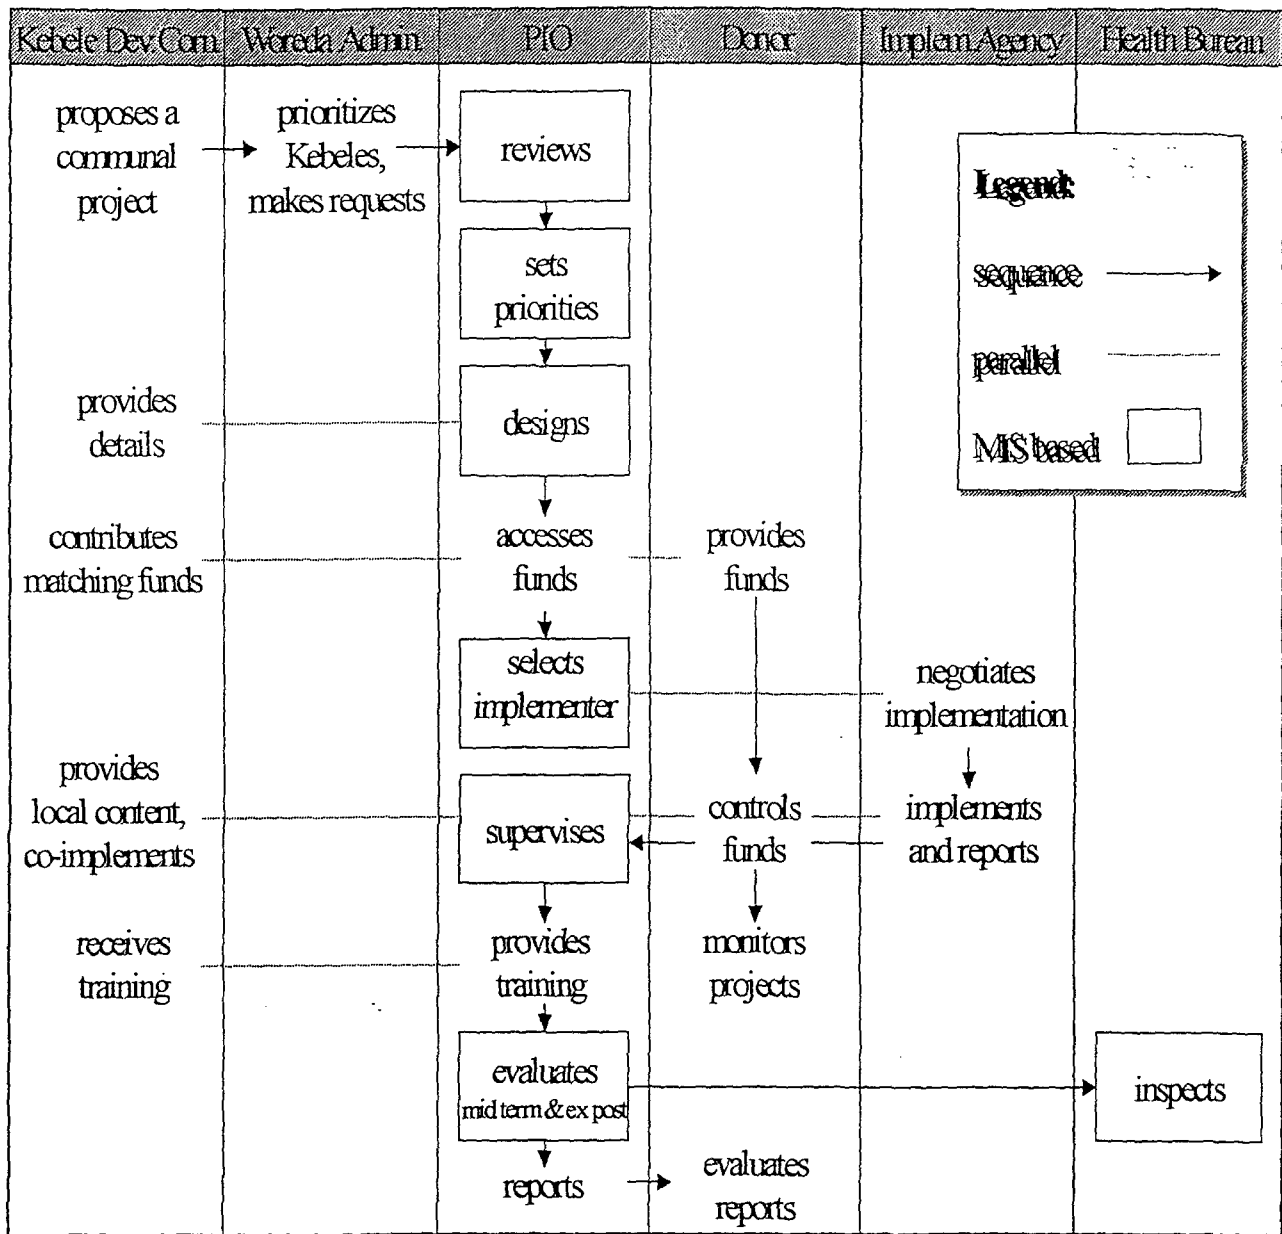 Kebele Dev. Com. Woreda Admin. PIO Donor Implem. Agency Health Bureau
proposes a
communal
project
prioritizes
Kebeles,
makes requests
reviews
Legend:
sequence
parallel
MIS based
sets
priorities
provides
details
designs
contributes
matching funds
accesses
funds
provides
funds
selects
implementer
negotiates
implementation
provides
local content,
co-implements
supervises
controls
funds
implements
and reports
receives
training
provides
training
monitors
projects
evaluates
mid term & ex post
inspects
reports
evaluates
reports